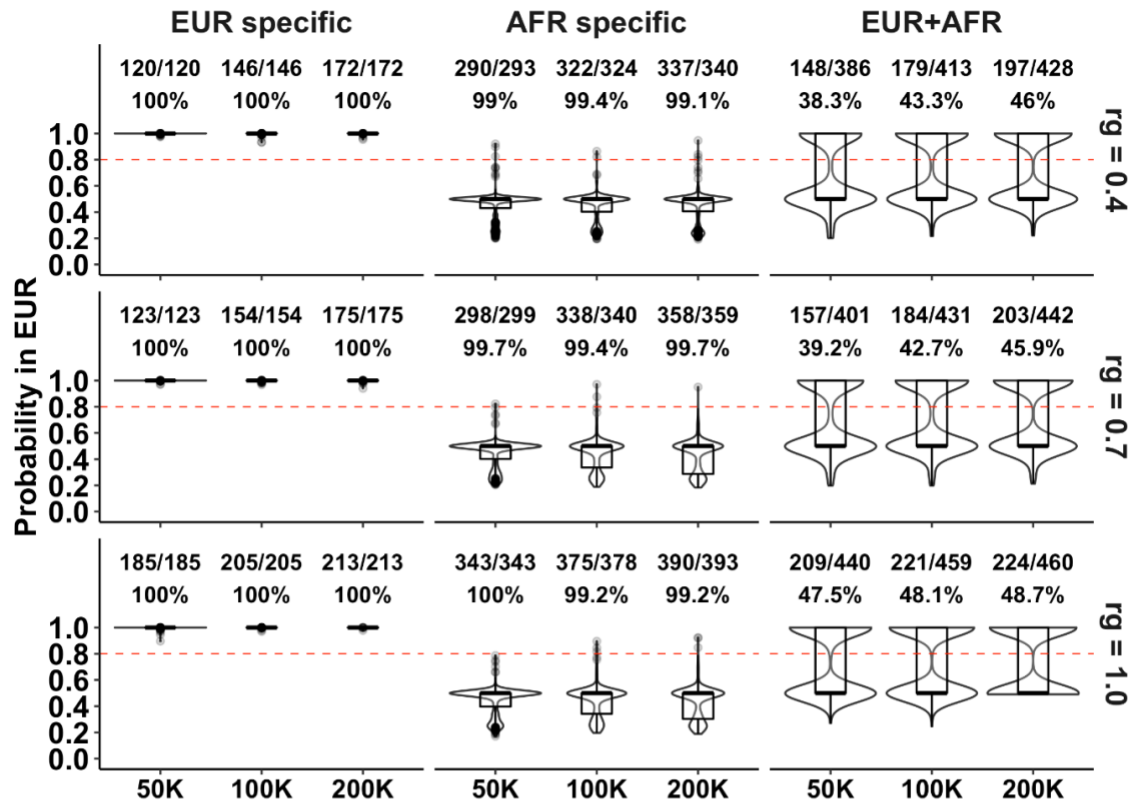 EUR specific AFR specific EUR+AFR
120/120 146/146 172/172 290/293 322/324 337/340 148/386 179/413 197/428
100% 100% 100% 99% 99.4% 99.1% 38.3% 43.3% 46%
1.0
0.8
0.6
0.4
0.2
0.0
rg = 0.4
Probability in EUR
123/123 154/154 175/175 298/299 338/340 358/359 157/401 184/431 203/442
100% 100% 100% 99.7% 99.4% 99.7% 39.2% 42.7% 45.9%
1.0
0.8
0.6
0.4
0.2
0.0
rg = 0.7
185/185 205/205 213/213 343/343 375/378 390/393 209/440 221/459 224/460
100% 100% 100% 100% 99.2% 99.2% 47.5% 48.1% 48.7%
1.0
0.8
0.6
0.4
0.2
0.0
rg = 1.0
50K 100K 200K 50K 100K 200K 50K 100K 200K